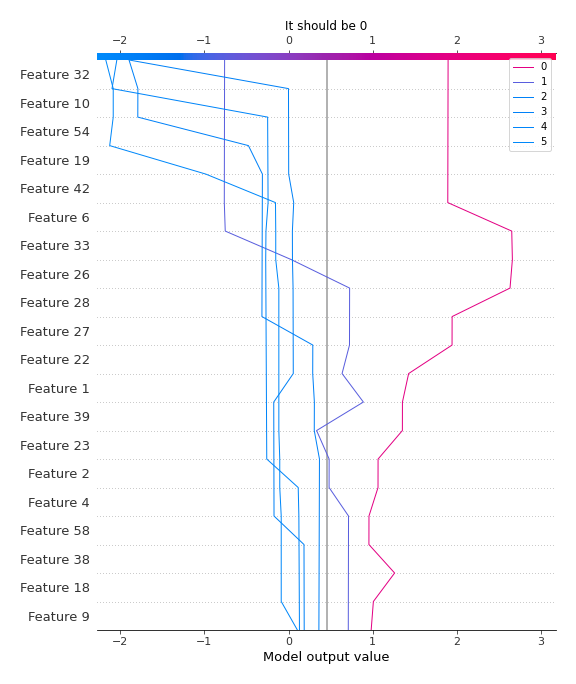 It should be 0
−2 −1 0 1 2 3
0
1
2
3
4
5
Feature 32
Feature 10
Feature 54
Feature 19
Feature 42
Feature 6
Feature 33
Feature 26
Feature 28
Feature 27
Feature 22
Feature 1
Feature 39
Feature 23
Feature 2
Feature 4
Feature 58
Feature 38
Feature 18
Feature 9
−2 −1 0 1 2 3
Model output value